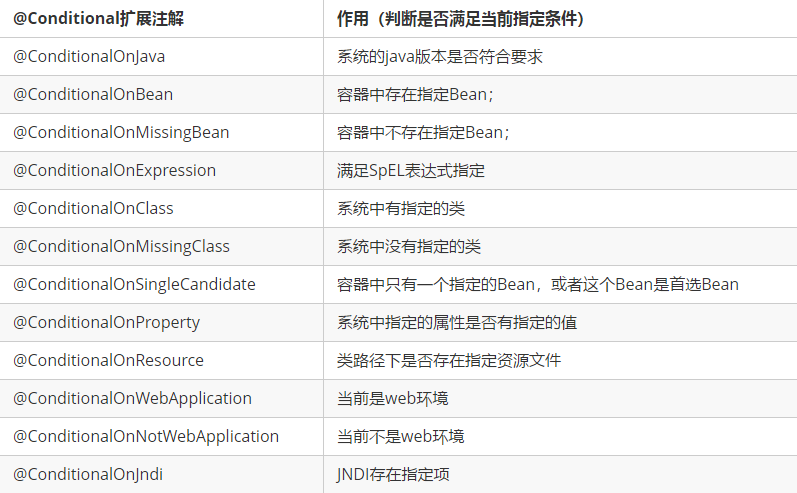 @Conditional扩展注解 作用（判断是否满足当前指定条件）
@ConditionalOnJava 系统的java版本是否符合要求
@ConditionalOnBean 容器中存在指定Bean；
@ConditionalOnMissingBean 容器中不存在指定Bean；
@ConditionalOnExpression 满足SpEL表达式指定
@ConditionalOnClass 系统中有指定的类
@ConditionalOnMissingClass 系统中没有指定的类
@ConditionalOnSingleCandidate 容器中只有一个指定的Bean，或者这个Bean是首选Bean
@ConditionalOnProperty 系统中指定的属性是否有指定的值
@ConditionalOnResource 类路径下是否存在指定资源文件
@ConditionalOnWebApplication 当前是web环境
@ConditionalOnNotWebApplication 当前不是web环境
@ConditionalOnJndi JNDI存在指定项